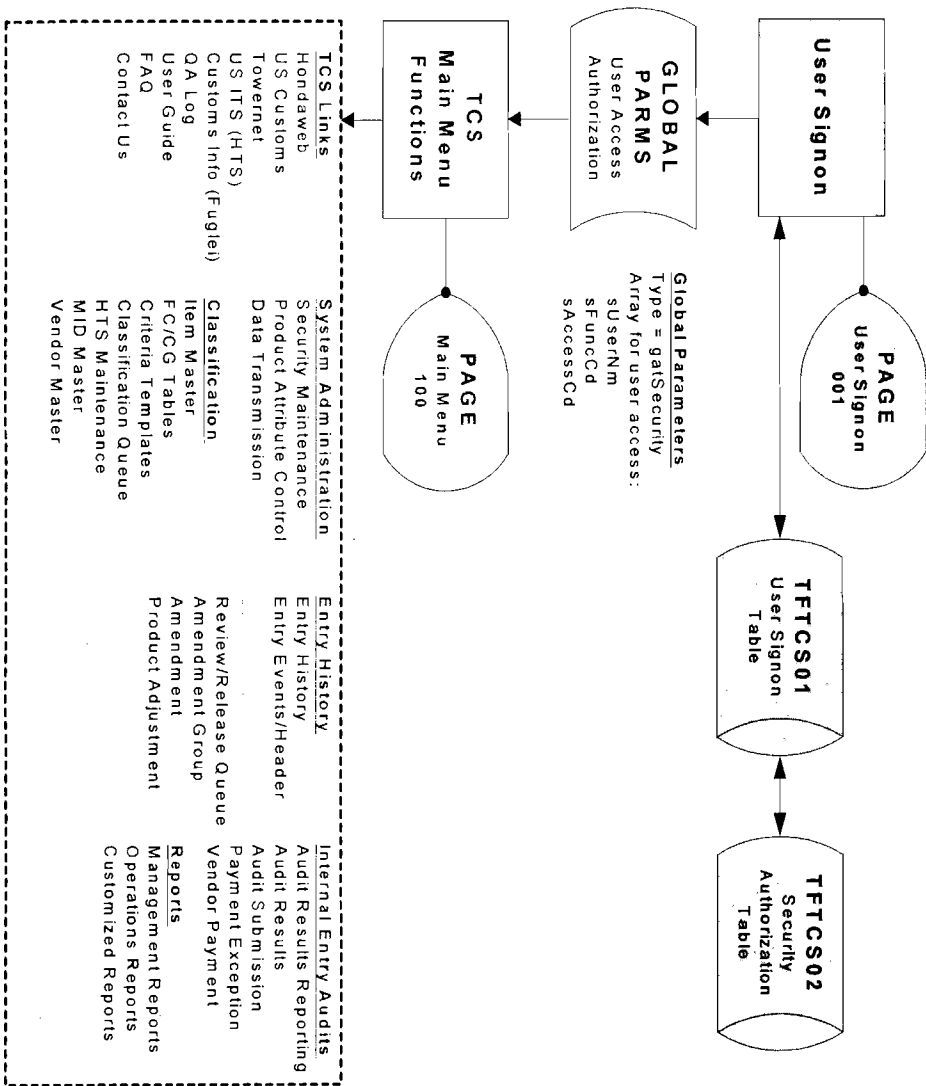 User Signon
PAGE
User Signon
001
TFTCS01
User Signon
Table
TFTCS02
Security
Authorization
Table
GLOBAL
PARMS
User Access
Authorization
Global Parameters
Type = gatSecurity
Array for user access:
sUserNm
sFuncCd
sAccessCd
TCS
Main Menu
Functions
PAGE
Main Menu
100
TCS Links
Hondaweb
US Customs
Towernet
US ITS (HTS)
Customs Info (Fuglei)
QA Log
User Guide
FAQ
Contact Us
System Administration
Security Maintenance
Product Attribute Control
Data Transmission
Classification
Item Master
FC/CG Tables
Criteria Templates
Classification Queue
HTS Maintenance
MID Master
Vendor Master
Entry History
Entry History
Entry Events/Header
Review/Release Queue
Amendment Group
Amendment
Product Adjustment
Internal Entry Audits
Audit Results Reporting
Audit Results
Audit Submission
Payment Exception
Vendor Payment
Reports
Management Reports
Operations Reports
Customized Reports